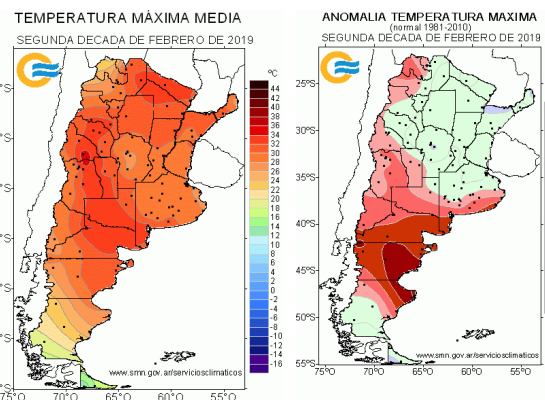 TEMPERATURA MÁXIMA MEDIA
SEGUNDA DECADA DE FEBRERO DE 2019
ºC
44
40
38
36
34
32
30
28
26
24
22
20
18
16
14
12
10
8
6
4
2
0
-2
-4
-6
-8
-10
-12
-14
-16
www.smn.gov.ar/serviciosclimaticos
75°O 70°O 65°O 60°O 55°O
ANOMALIA TEMPERATURA MAXIMA
(normal 1981-2010)
SEGUNDA DECADA DE FEBRERO DE 2019
25°S
30°S
35°S
40°S
45°S
50°S
55°S
www.smn.gov.ar/serviciosclimaticos
75°O 70°O 65°O 60°O 55°O